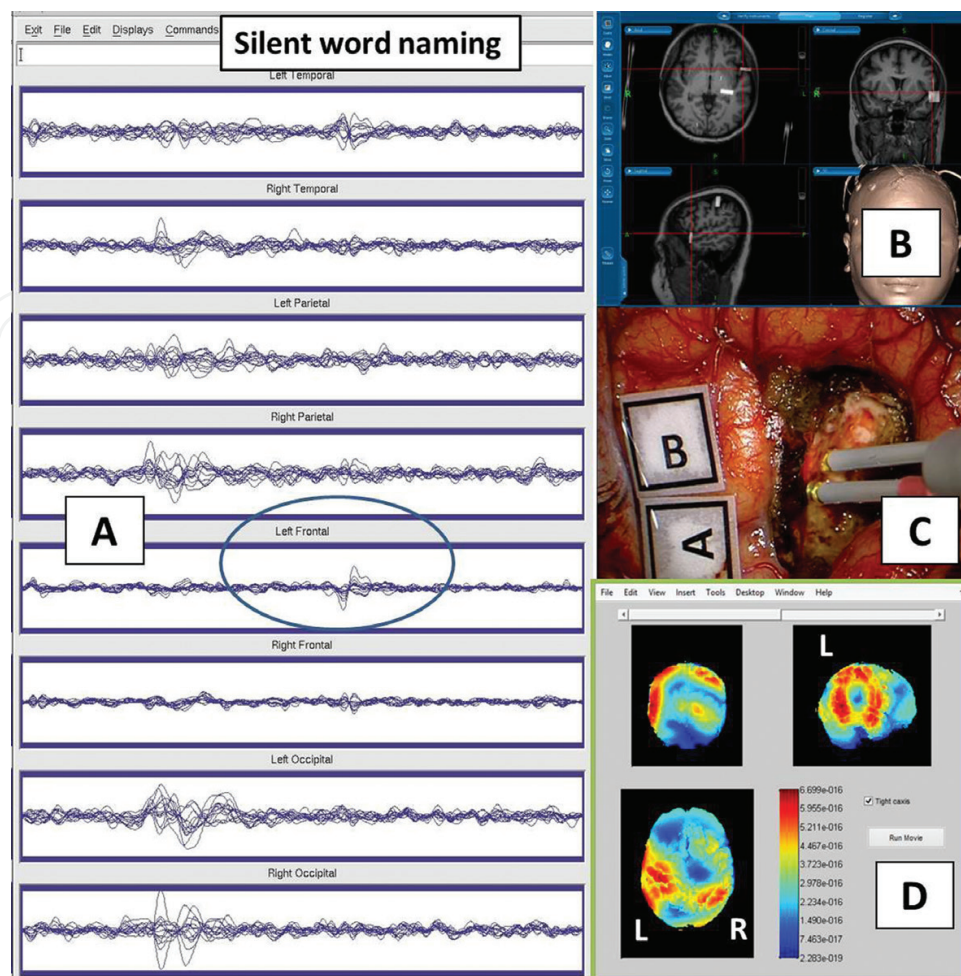 Exit File Edit Displays Commands
Silent word naming
Left Temporal
Right Temporal
Left Parietal
Right Parietal
A
Left Frontal
Right Frontal
Left Occipital
Right Occipital
R
L
A
P
S
R
A
P
B
B
A
C
File Edit View Insert Tools Desktop Window Help
L
L
R
6.699e-016
5.955e-016
5.211e-016
4.467e-016
3.723e-016
2.978e-016
2.234e-016
1.490e-016
7.463e-017
2.283e-019
Tight caxis
Run Movie
D